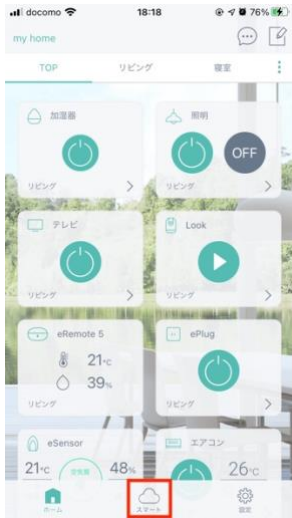 docomo 18:18 76%
my home
TOP リビング 寝室
加湿器 照明
OFF
リビング リビング
テレビ Look
リビング リビング
eRemote 5 ePlug
21°C
39%
リビング リビング
eSensor エアコン
21°C 空気質 48% 26°C
ホーム スマート 設定